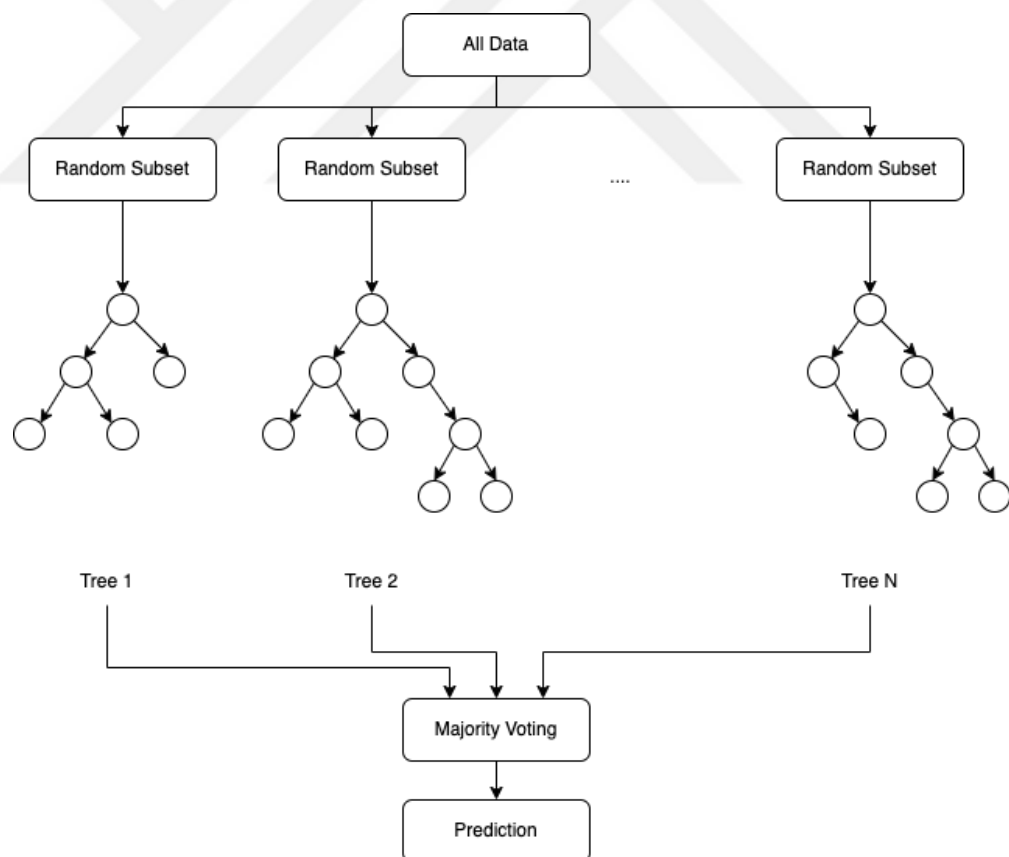 All Data
Random Subset
Random Subset
....
Random Subset
Tree 1
Tree 2
Tree N
Majority Voting
Prediction